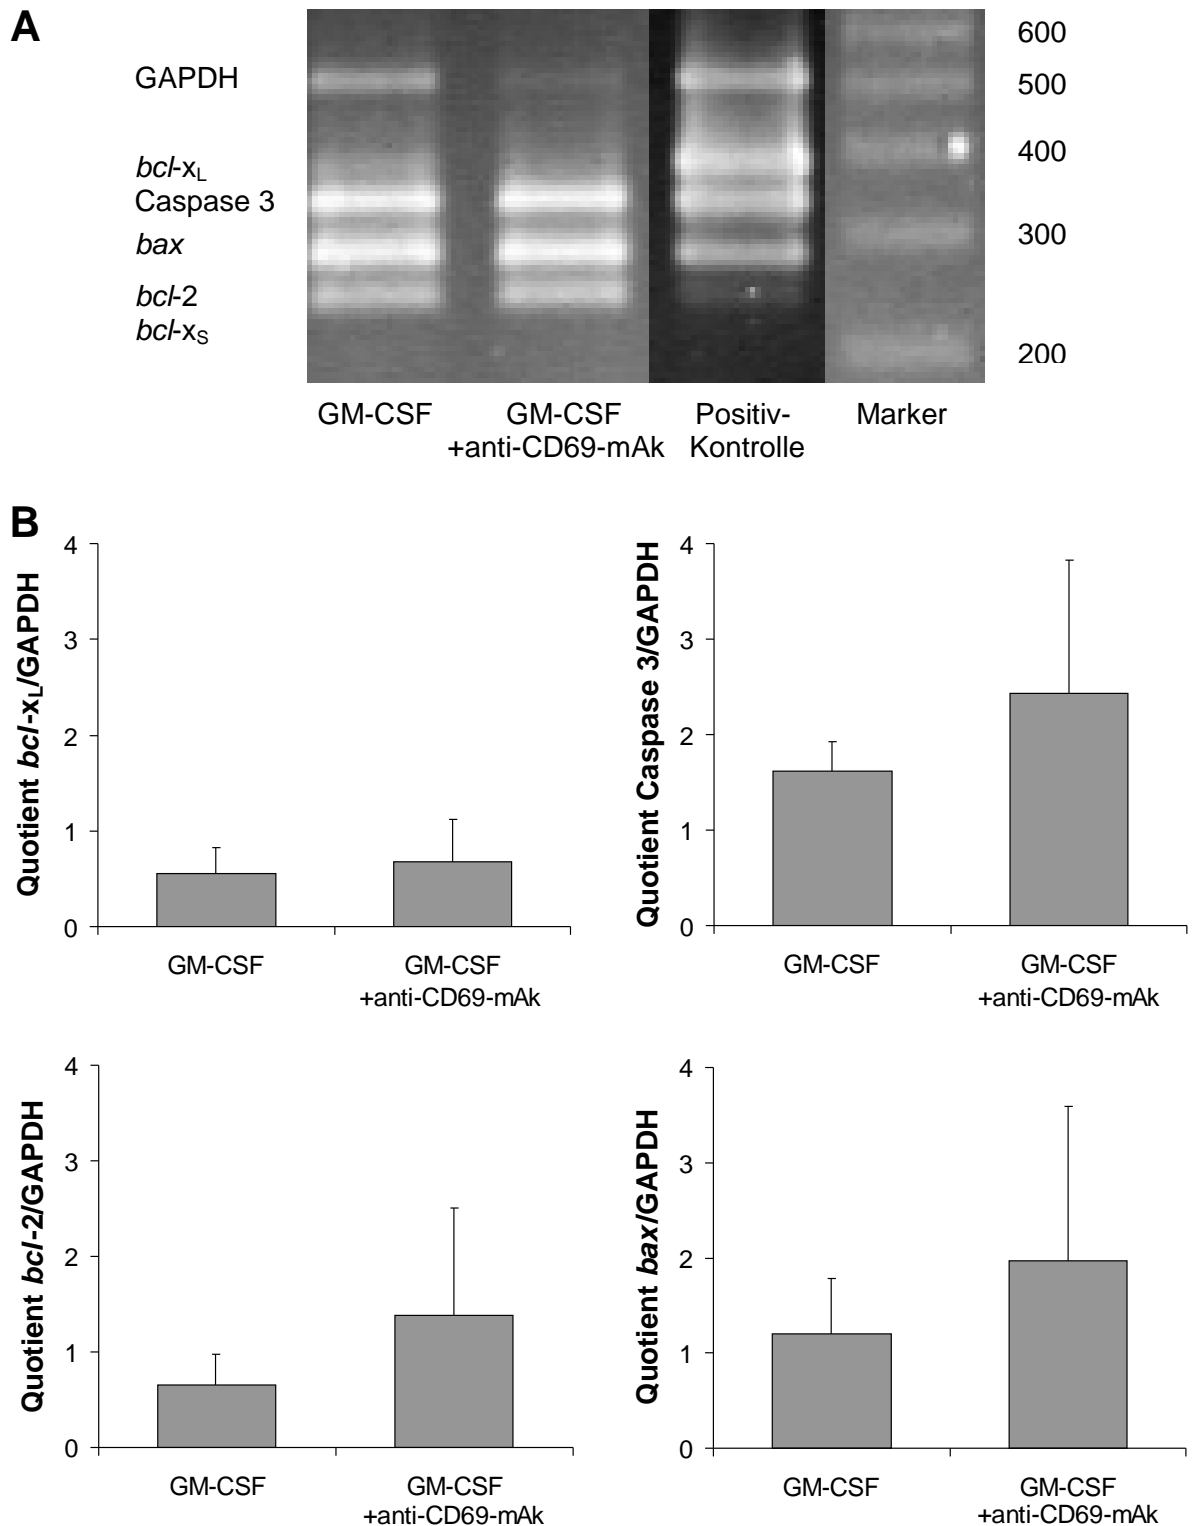 A
GAPDH
bcl-xL
Caspase 3
bax
bcl-2
bcl-xS
600
500
400
300
200
GM-CSF
GM-CSF
+anti-CD69-mAk
Positiv-
Kontrolle
Marker
B
Quotient bcl-xL/GAPDH
4
3
2
1
0
GM-CSF
GM-CSF
+anti-CD69-mAk
Quotient Caspase 3/GAPDH
4
3
2
1
0
GM-CSF
GM-CSF
+anti-CD69-mAk
Quotient bcl-2/GAPDH
4
3
2
1
0
GM-CSF
GM-CSF
+anti-CD69-mAk
Quotient bax/GAPDH
4
3
2
1
0
GM-CSF
GM-CSF
+anti-CD69-mAk